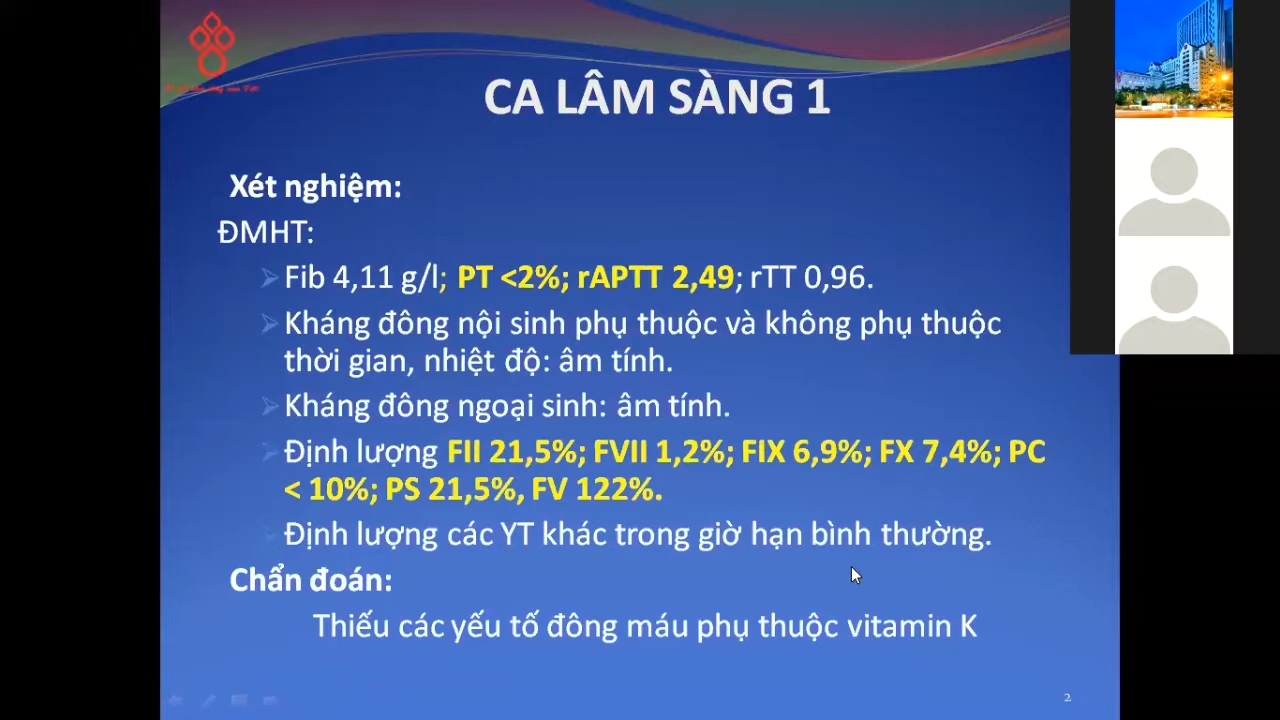 CA LÂM SÀNG 1
Xét nghiệm:
ĐMHT:
Fib 4,11 g/l; PT <2%; rAPTT 2,49; rTT 0,96.
Kháng đông nội sinh phụ thuộc và không phụ thuộc
thời gian, nhiệt độ: âm tính.
Kháng đông ngoại sinh: âm tính.
Định lượng FII 21,5%; FVII 1,2%; FIX 6,9%; FX 7,4%; PC
< 10%; PS 21,5%, FV 122%.
Định lượng các YT khác trong giờ hạn bình thường.
Chẩn đoán:
Thiếu các yếu tố đông máu phụ thuộc vitamin K
2